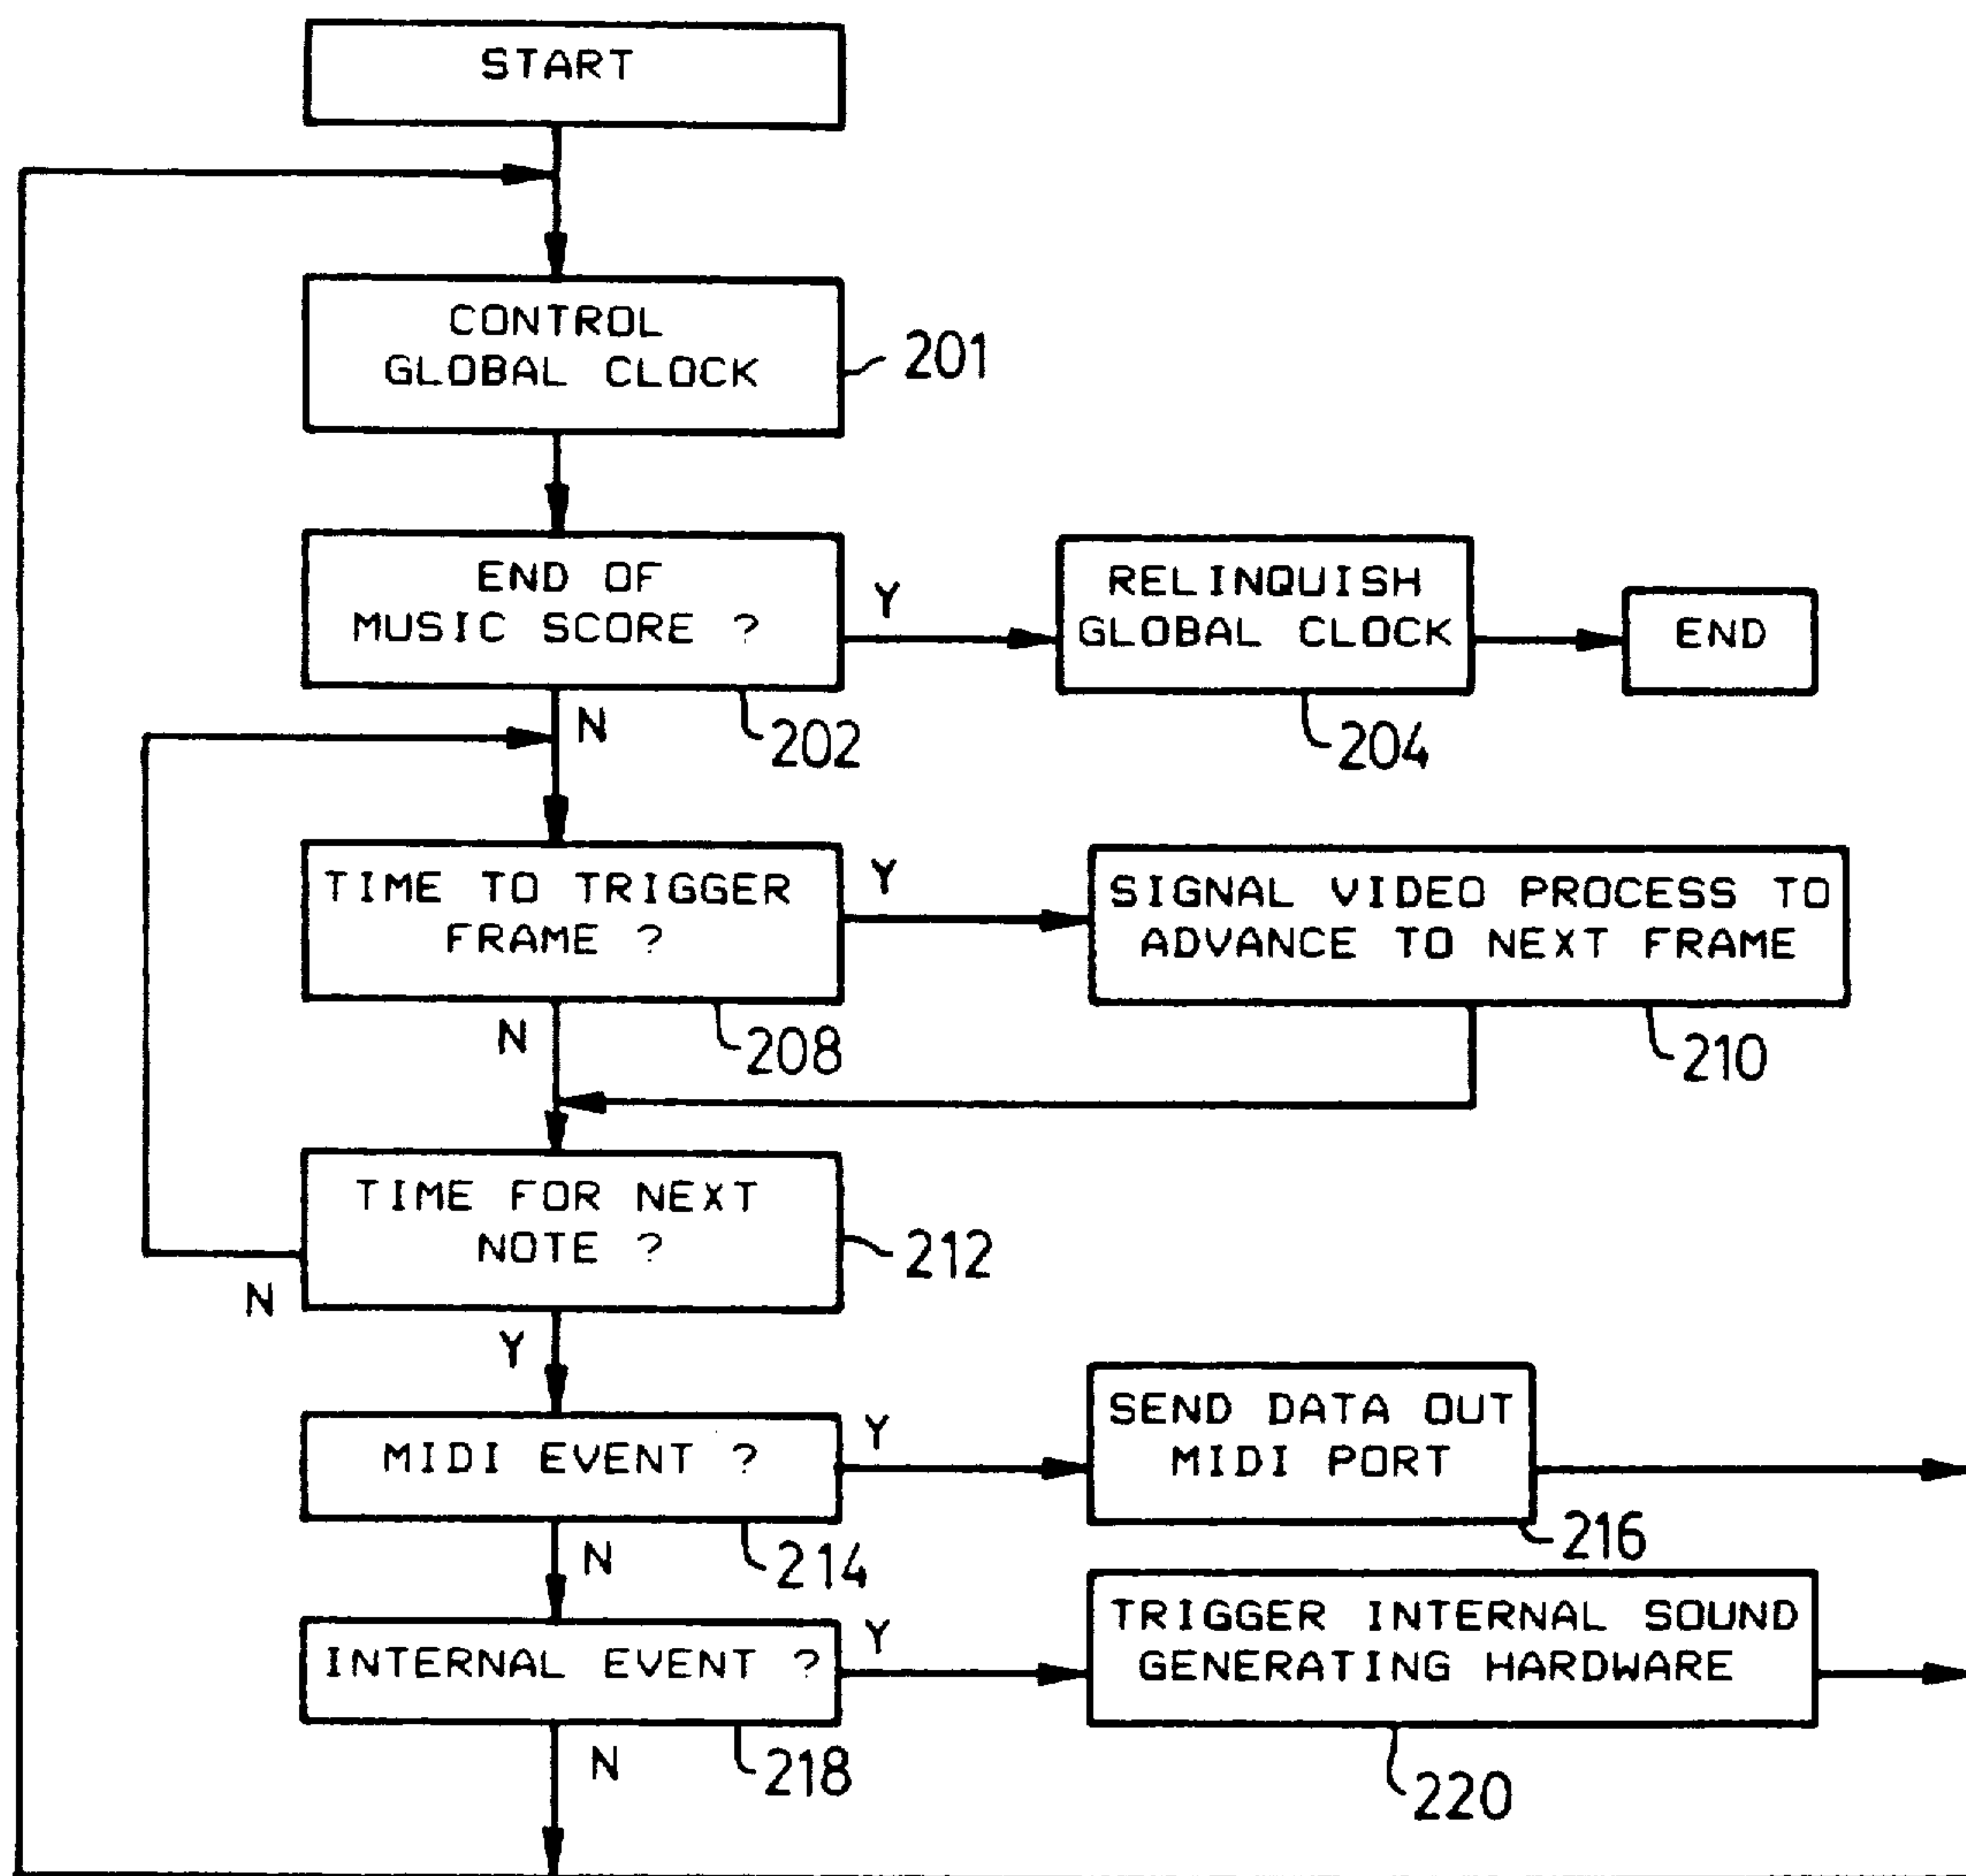 START
CONTROL
GLOBAL CLOCK
201
END OF
MUSIC SCORE ?
Y
RELINQUISH
GLOBAL CLOCK
END
N
202
204
TIME TO TRIGGER
FRAME ?
Y
SIGNAL VIDEO PROCESS TO
ADVANCE TO NEXT FRAME
N
208
210
TIME FOR NEXT
NOTE ?
212
N
Y
MIDI EVENT ?
Y
SEND DATA OUT
MIDI PORT
N
214
216
INTERNAL EVENT ?
Y
TRIGGER INTERNAL SOUND
GENERATING HARDWARE
N
218
220